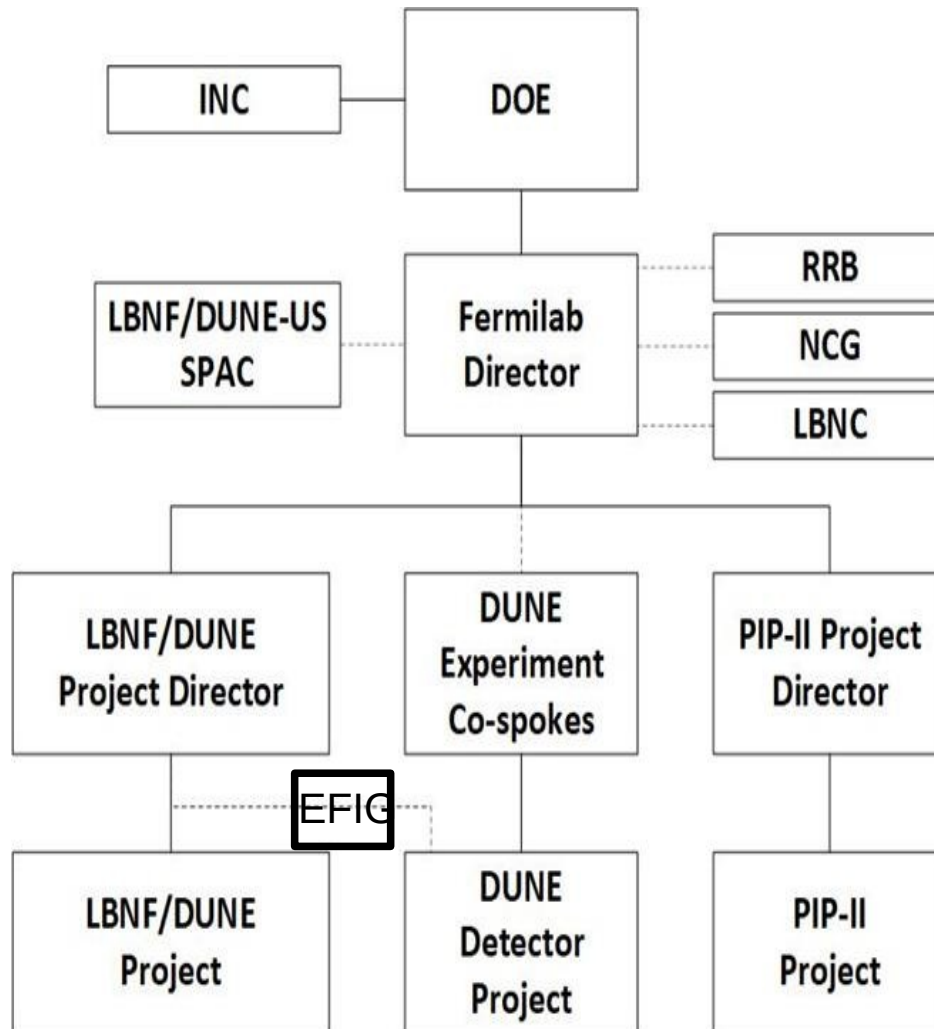 INC
DOE
LBNF/DUNE-US
SPAC
Fermilab
Director
RRB
NCG
LBNC
LBNF/DUNE
Project Director
DUNE
Experiment
Co-spokes
PIP-II Project
Director
EFIG
LBNF/DUNE
Project
DUNE
Detector
Project
PIP-II
Project